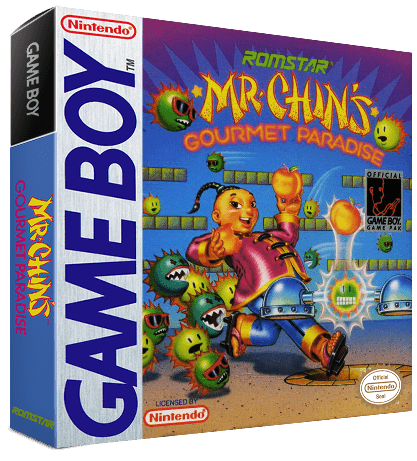 GAME BOY
MR. CHIN'S
GOURMET PARADISE
ROMSTAR
Nintendo
GAME BOY
TM
ROMSTAR
MR. CHIN'S
GOURMET PARADISE
OFFICIAL
Nintendo
GAME BOY
GAME PAK
LICENSED BY
Nintendo
Official
Nintendo
Seal